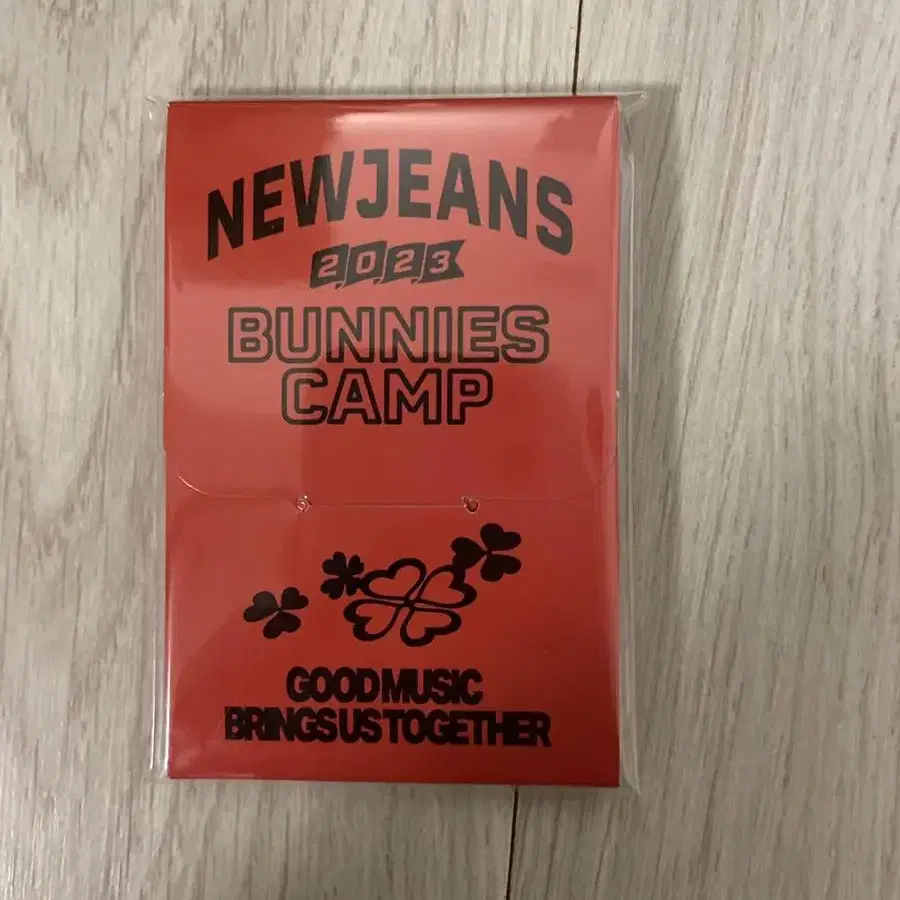 NEWJEANS
2023
BUNNIES
CAMP
GOOD MUSIC
BRINGS US TOGETHER